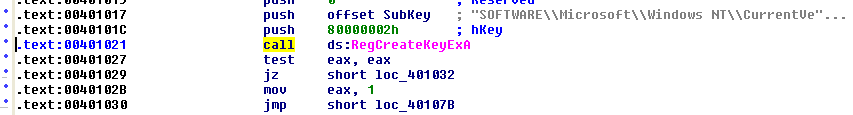 .text:00401015 push 0 ; Reserved
.text:00401017 push offset SubKey ; "SOFTWARE\\Microsoft\\Windows NT\\CurrentVe"...
.text:0040101C push 80000002h ; hKey
.text:00401021 call ds:RegCreateKeyExA
.text:00401027 test eax, eax
.text:00401029 jz short loc_401032
.text:0040102B mov eax, 1
.text:00401030 jmp short loc_40107B